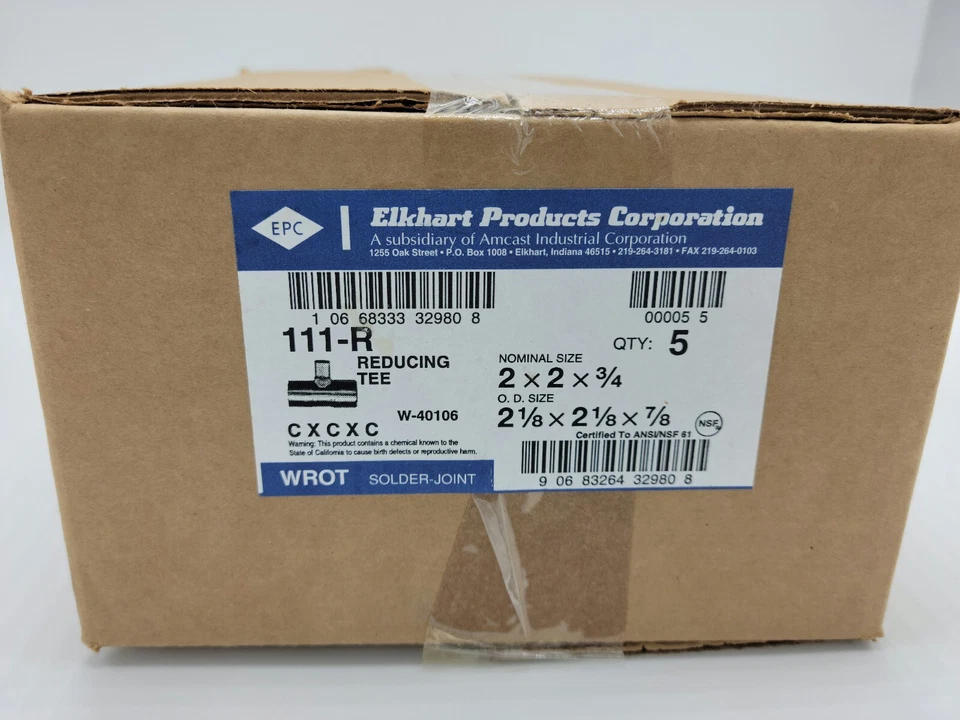 EPC
Elkhart Products Corporation
A subsidiary of Amcast Industrial Corporation
1255 Oak Street • P.O. Box 1008 • Elkhart, Indiana 46515 • 219-264-3181 • FAX 219-264-0103
1 06 68333 32980 8
00005 5
111-R
REDUCING
TEE
QTY: 5
NOMINAL SIZE
2 × 2 × 3/4
O. D. SIZE
2 1/8 × 2 1/8 × 7/8
W-40106
C X C X C
NSF
Certified To ANSI/NSF 61
Warning: This product contains a chemical known to the
State of California to cause birth defects or reproductive harm.
WROT SOLDER-JOINT
9 06 83264 32980 8